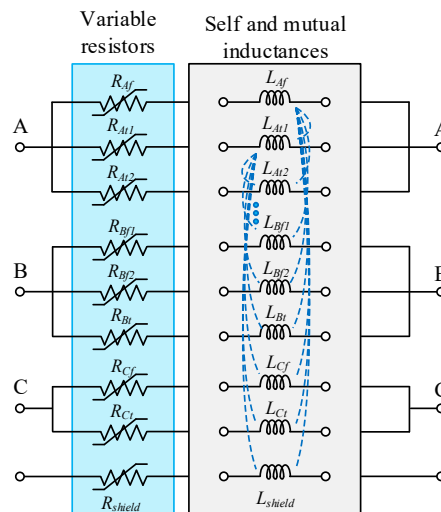 Variable
resistors
Self and mutual
inductances
R_Af
R_At1
R_At2
R_Bf1
R_Bf2
R_Bt
R_Cf
R_Ct
R_shield
L_Af
L_At1
L_At2
L_Bf1
L_Bf2
L_Bt
L_Cf
L_Ct
L_shield
A
B
C
A
B
C